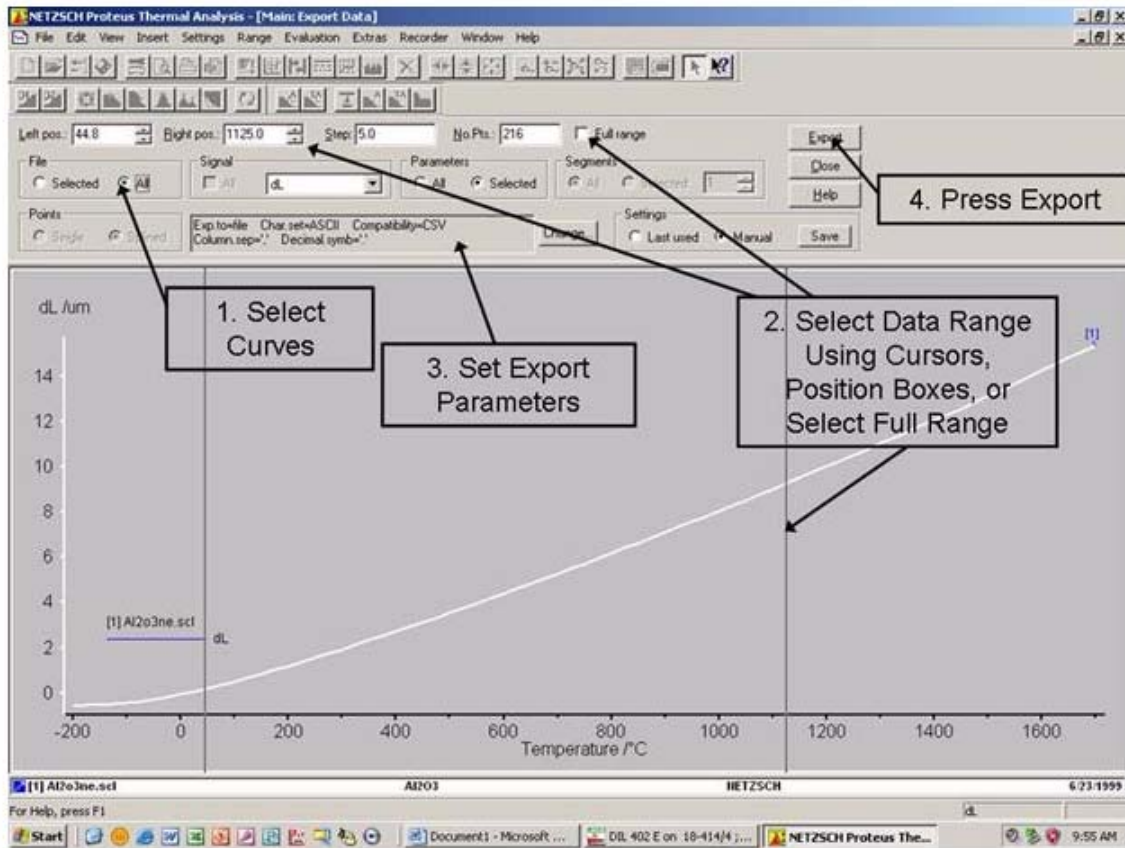 NETZSCH Proteus Thermal Analysis - [Main: Export Data]
File Edit View Insert Settings Range Evaluation Extras Recorder Window Help
Left pos.: 44.8 Right pos.: 1125.0 Step: 5.0 No.Pts.: 216 Full range Export
File Signal Parameters Segments Close
Selected All All dL All Selected All Selected 1 Help
4. Press Export
Points Settings
Single Exp.to=file Char.set=ASCII Compatibility=CSV
Column.sep=',' Decimal.symb='.' Change... Last used Manual Save
dL /um
1. Select
Curves
3. Set Export
Parameters
2. Select Data Range
Using Cursors,
Position Boxes, or
Select Full Range
[1]
14
12
10
8
6
4
2
0
[1] Al2o3ne.scl
dL
-200 0 200 400 600 800 1000 1200 1400 1600
Temperature /°C
[1] Al2o3ne.scl Al2O3 NETZSCH 6/23/1999
For Help, press F1 dL
Start Document1 - Microsoft ... DIL 402 E on 18-414/4 ;... NETZSCH Proteus The... 9:55 AM